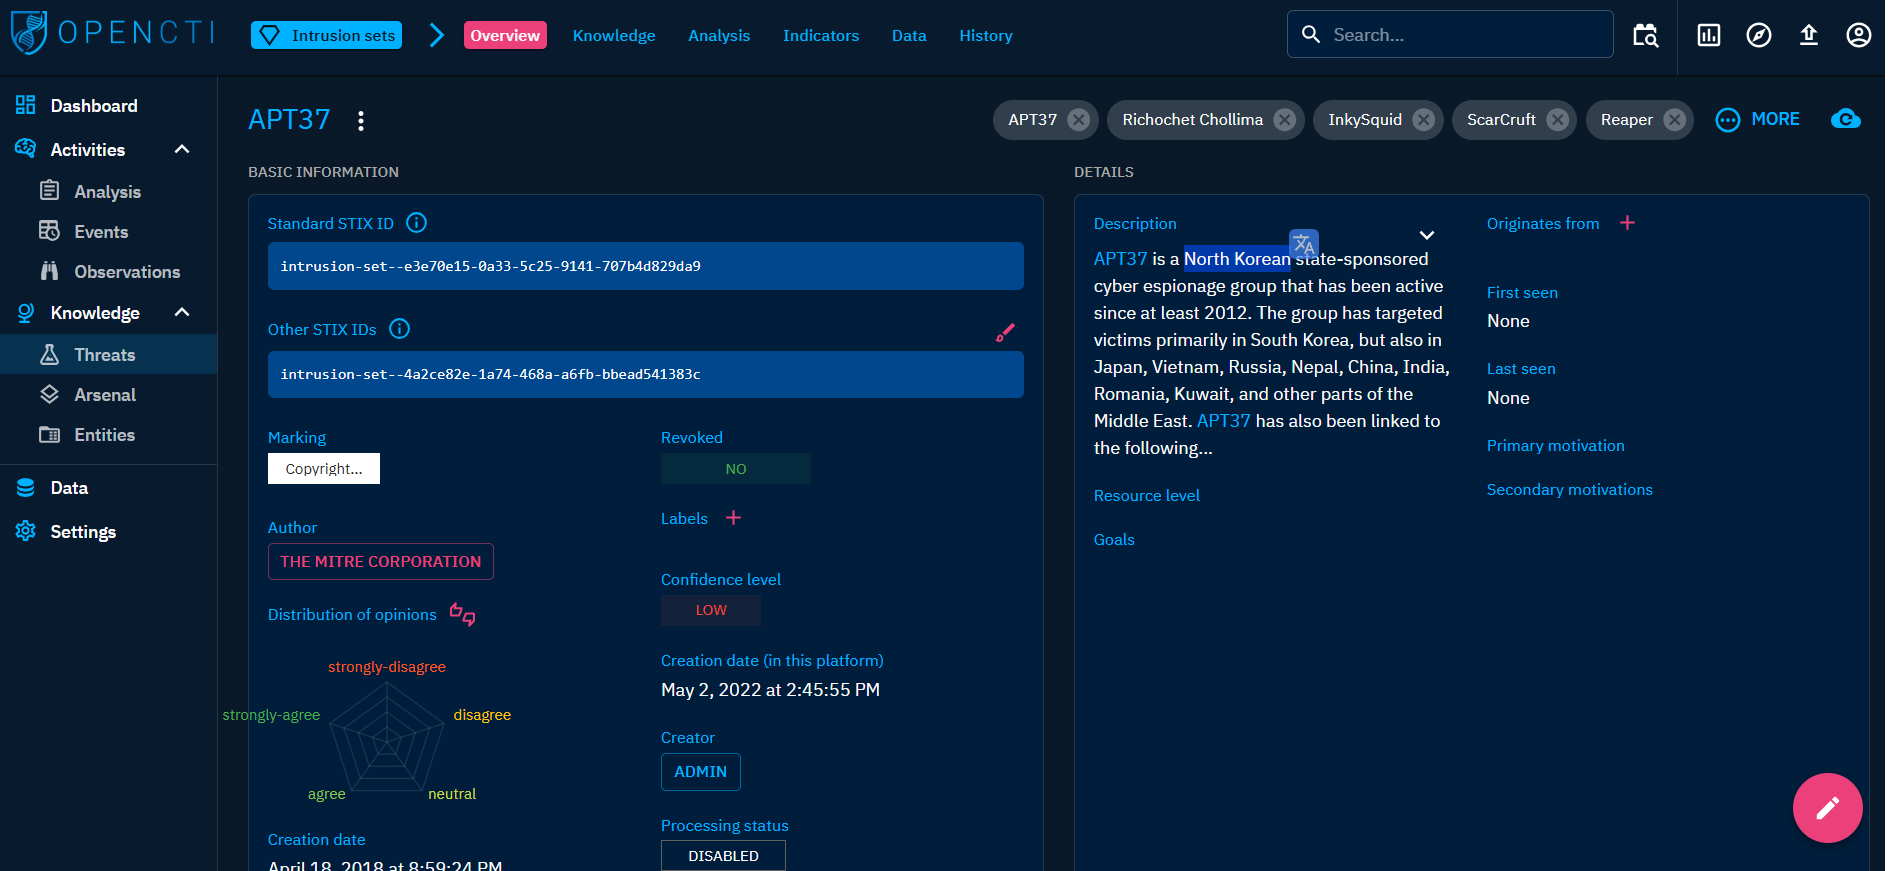 OPENCTI
Intrusion sets
Overview
Knowledge
Analysis
Indicators
Data
History
Search...
Dashboard
Activities
Analysis
Events
Observations
Knowledge
Threats
Arsenal
Entities
Data
Settings
APT37
APT37
Richochet Chollima
InkySquid
ScarCruft
Reaper
MORE
BASIC INFORMATION
Standard STIX ID
intrusion-set--e3e70e15-0a33-5c25-9141-707b4d829da9
Other STIX IDs
intrusion-set--4a2ce82e-1a74-468a-a6fb-bbead541383c
Marking
Copyright...
Revoked
NO
Labels
Author
THE MITRE CORPORATION
Confidence level
LOW
Distribution of opinions
strongly-disagree
strongly-agree
disagree
agree
neutral
Creation date (in this platform)
May 2, 2022 at 2:45:55 PM
Creator
ADMIN
Creation date
April 18, 2018 at 8:59:24 PM
Processing status
DISABLED
DETAILS
Description
APT37 is a North Korean state-sponsored
cyber espionage group that has been active
since at least 2012. The group has targeted
victims primarily in South Korea, but also in
Japan, Vietnam, Russia, Nepal, China, India,
Romania, Kuwait, and other parts of the
Middle East. APT37 has also been linked to
the following...
Resource level
Goals
Originates from
First seen
None
Last seen
None
Primary motivation
Secondary motivations